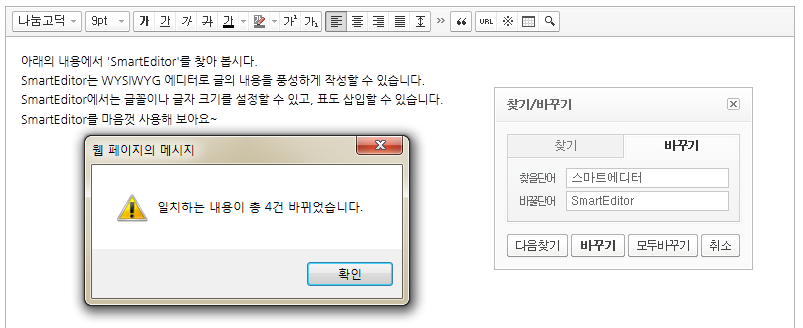 나눔고딕 9pt 가 가 가 가 가 가¹ 가₁ URL ※
아래의 내용에서 'SmartEditor'를 찾아 봅시다.
SmartEditor는 WYSIWYG 에디터로 글의 내용을 풍성하게 작성할 수 있습니다.
SmartEditor에서는 글꼴이나 글자 크기를 설정할 수 있고, 표도 삽입할 수 있습니다.
SmartEditor를 마음껏 사용해 보아요~
웹 페이지의 메시지
일치하는 내용이 총 4건 바뀌었습니다.
확인
찾기/바꾸기
찾기 바꾸기
찾을단어 스마트에디터
바꿀단어 SmartEditor
다음찾기 바꾸기 모두바꾸기 취소